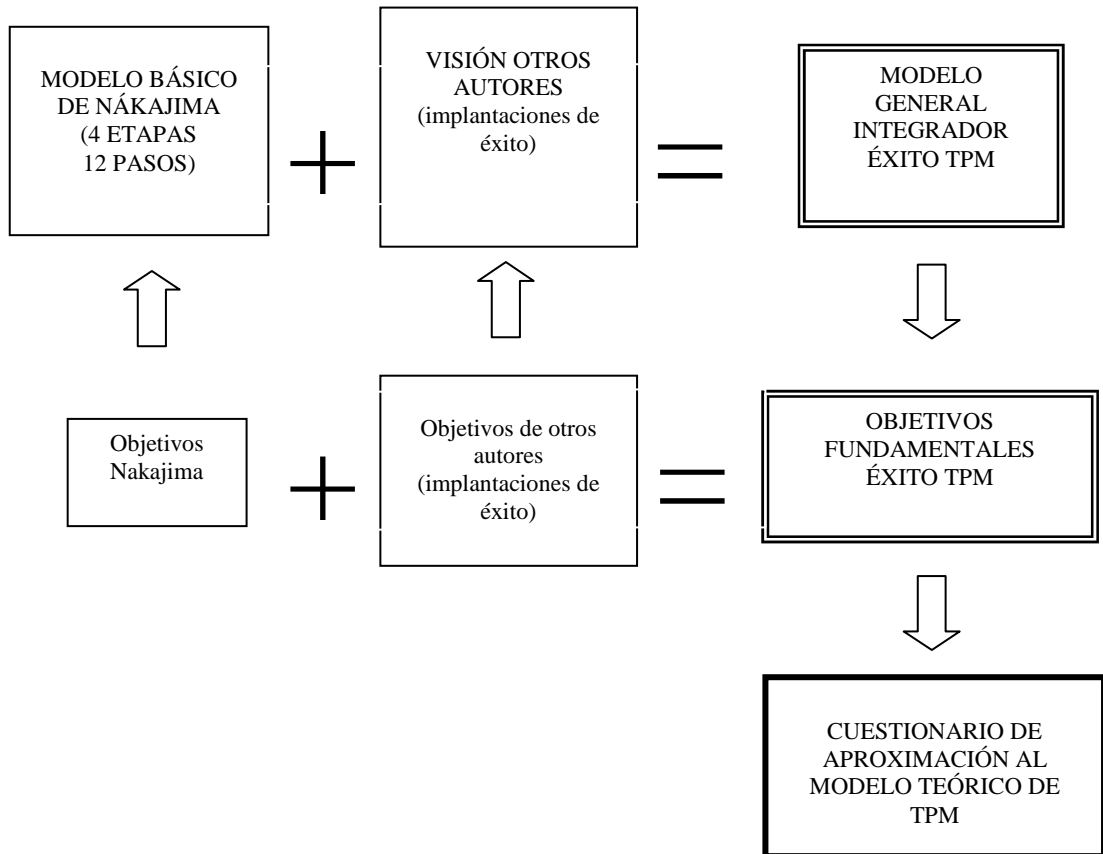 MODELO BÁSICO
DE NÁKAJIMA
(4 ETAPAS
12 PASOS)
+
VISIÓN OTROS
AUTORES
(implantaciones de
éxito)
=
MODELO
GENERAL
INTEGRADOR
ÉXITO TPM
Objetivos
Nakajima
+
Objetivos de otros
autores
(implantaciones de
éxito)
=
OBJETIVOS
FUNDAMENTALES
ÉXITO TPM
CUESTIONARIO DE
APROXIMACIÓN AL
MODELO TEÓRICO DE
TPM